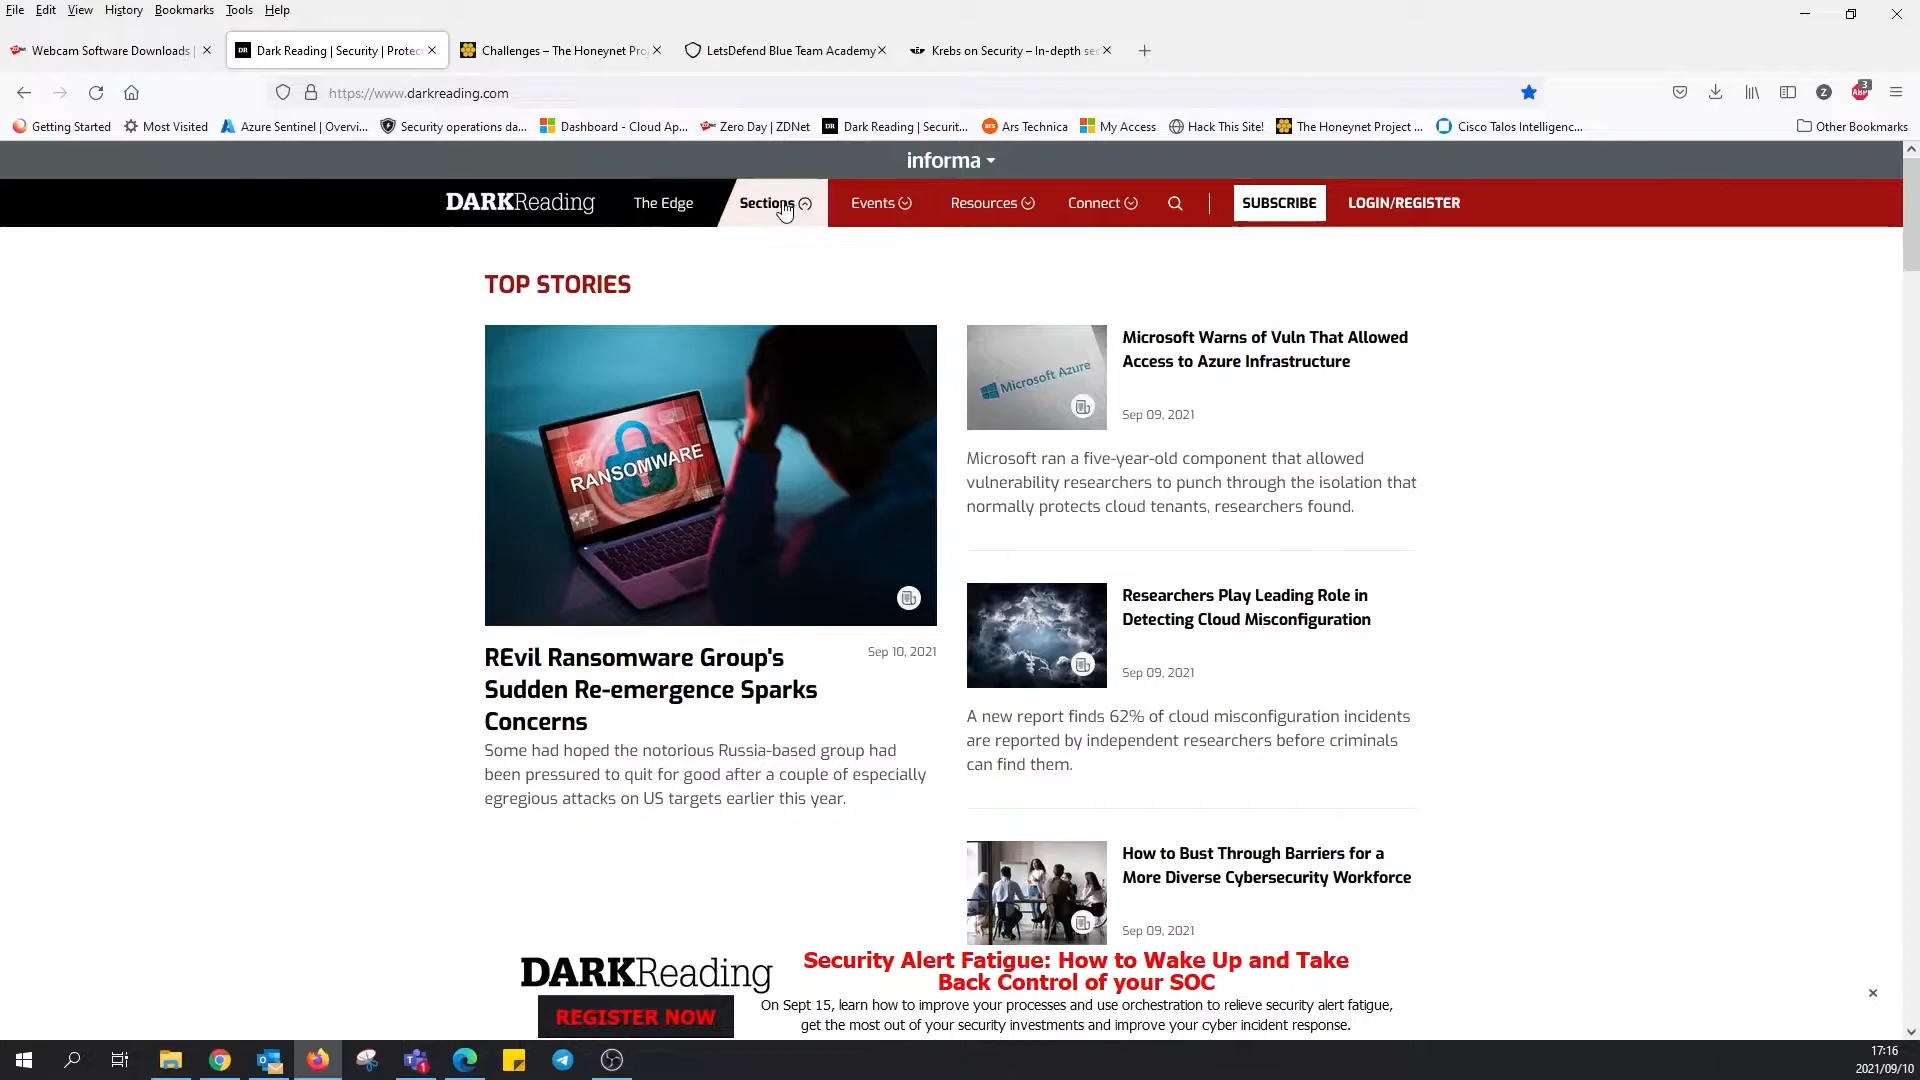 File Edit View History Bookmarks Tools Help
Webcam Software Downloads |
Dark Reading | Security | Protec
Challenges – The Honeynet Proj
LetsDefend Blue Team Academy
Krebs on Security – In-depth sec
https://www.darkreading.com
3
ABP
Z
Getting Started Most Visited Azure Sentinel | Overvi... Security operations da... Dashboard - Cloud Ap... Zero Day | ZDNet DR Dark Reading | Securit... ars Ars Technica My Access Hack This Site! The Honeynet Project ... Cisco Talos Intelligenc... Other Bookmarks
informa
DARKReading The Edge Sections Events Resources Connect SUBSCRIBE LOGIN/REGISTER
TOP STORIES
RANSOMWARE
REvil Ransomware Group's
Sudden Re-emergence Sparks
Concerns
Sep 10, 2021
Some had hoped the notorious Russia-based group had
been pressured to quit for good after a couple of especially
egregious attacks on US targets earlier this year.
Microsoft Azure
Microsoft Warns of Vuln That Allowed
Access to Azure Infrastructure
Sep 09, 2021
Microsoft ran a five-year-old component that allowed
vulnerability researchers to punch through the isolation that
normally protects cloud tenants, researchers found.
Researchers Play Leading Role in
Detecting Cloud Misconfiguration
Sep 09, 2021
A new report finds 62% of cloud misconfiguration incidents
are reported by independent researchers before criminals
can find them.
How to Bust Through Barriers for a
More Diverse Cybersecurity Workforce
Sep 09, 2021
DARKReading
REGISTER NOW
Security Alert Fatigue: How to Wake Up and Take
Back Control of your SOC
On Sept 15, learn how to improve your processes and use orchestration to relieve security alert fatigue,
get the most out of your security investments and improve your cyber incident response.
17:16
2021/09/10